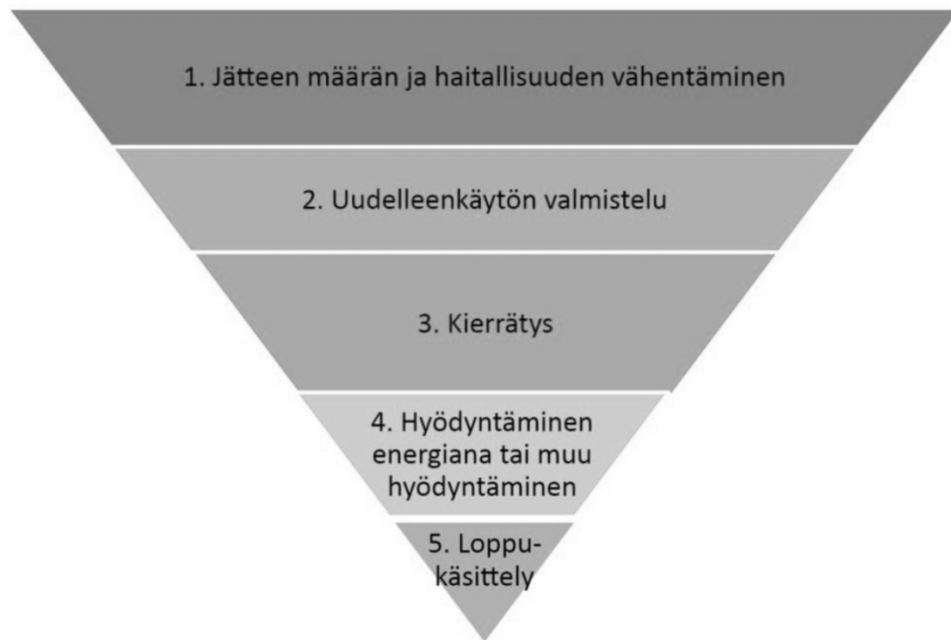 1. Jätteen määrän ja haitallisuuden vähentäminen
2. Uudelleenkäytön valmistelu
3. Kierrätys
4. Hyödyntäminen
energiana tai muu
hyödyntäminen
5. Loppu-
käsittely